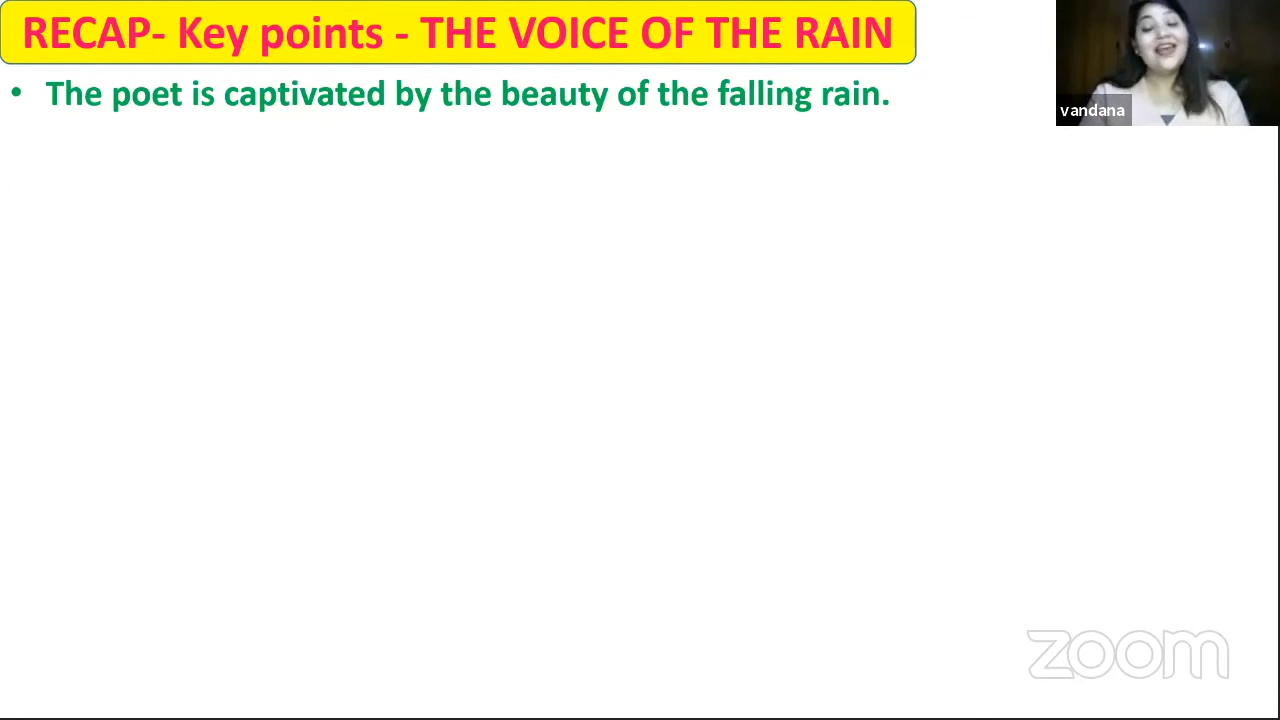 RECAP- Key points - THE VOICE OF THE RAIN
• The poet is captivated by the beauty of the falling rain.
vandana
zoom